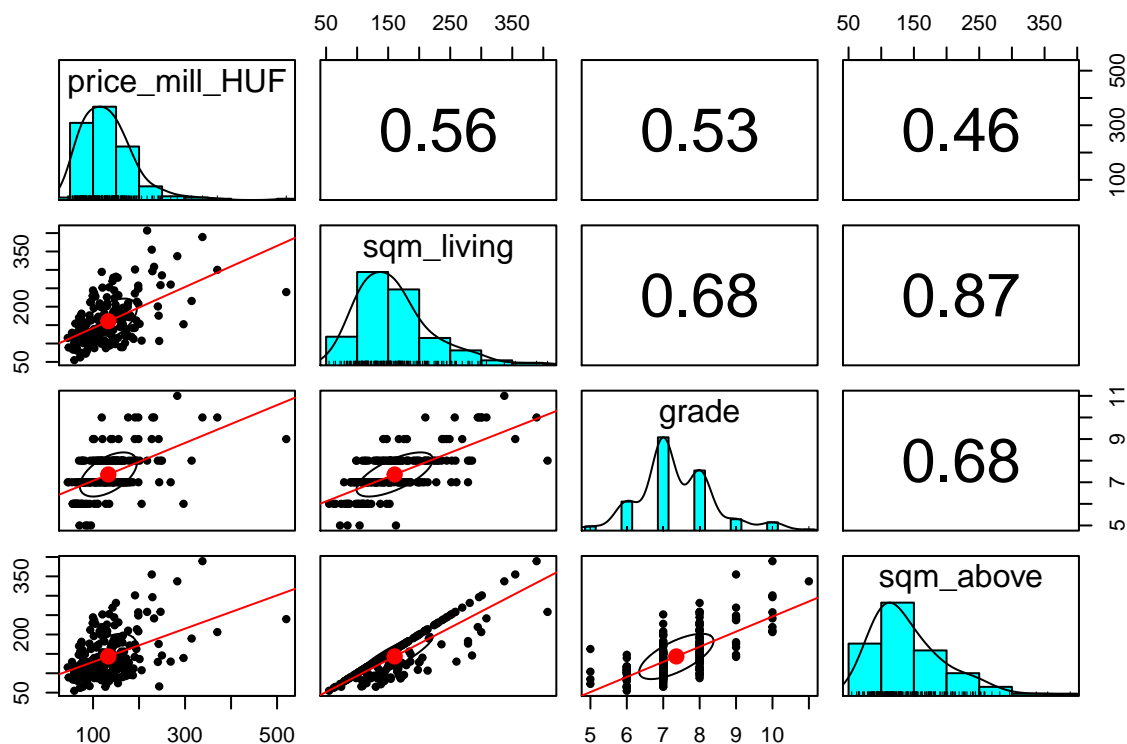 50 150 250 350 50 150 250 350
price_mill_HUF 0.56 0.53 0.46 100 300 500
50 200 350 sqm_living 0.68 0.87
grade 0.68 5 7 9 11
50 200 350 sqm_above
100 300 500 5 6 7 8 9 10